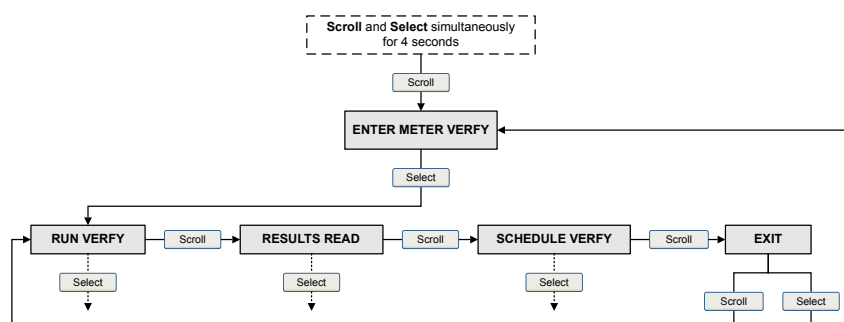 Scroll and Select simultaneously
for 4 seconds
Scroll
ENTER METER VERFY
Select
RUN VERFY
Scroll
RESULTS READ
Scroll
SCHEDULE VERFY
Scroll
EXIT
Select
Select
Select
Scroll
Select